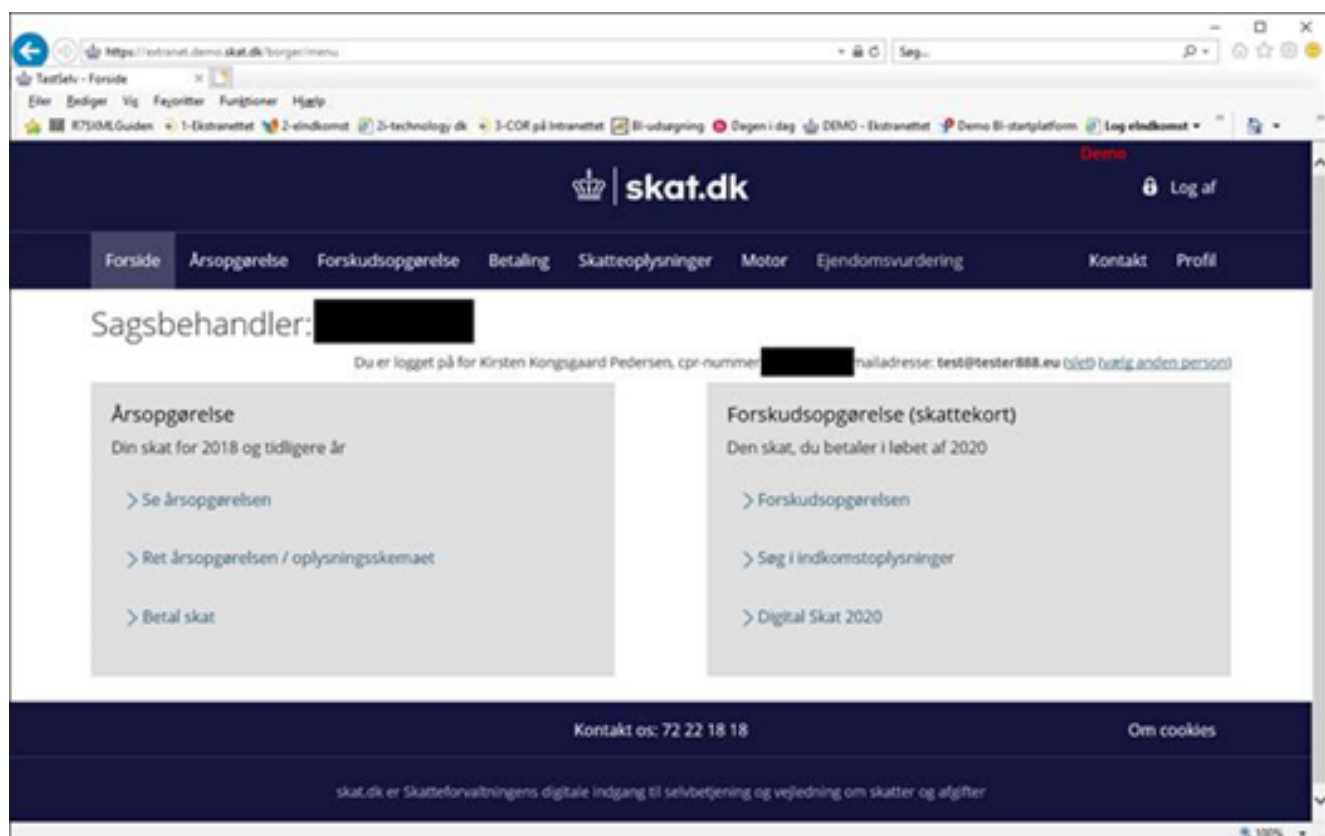 https://extranet.demo.skat.dk/borger/menu
Søg...
TastSelv - Forside
Filer Rediger Vis Favoritter Funktioner Hjælp
1-Ekstranettet 2-eindkomst 2i-technology dk 3-COR på Intranettet BI-udsøgning Dagen i dag DEMO - Ekstranettet Demo BI-startplatform Log eIndkomst
Demo
skat.dk
Log af
Forside Årsopgørelse Forskudsopgørelse Betaling Skatteoplysninger Motor Ejendomsvurdering Kontakt Profil
Sagsbehandler:
Du er logget på for Kirsten Kongsgaard Pedersen, cpr-nummer mailadresse: test@tester888.eu (slet) (vælg anden person)
Årsopgørelse
Din skat for 2018 og tidligere år
Se årsopgørelsen
Ret årsopgørelsen / oplysningsskemaet
Betal skat
Forskudsopgørelse (skattekort)
Den skat, du betaler i løbet af 2020
Forskudsopgørelsen
Søg i indkomstoplysninger
Digital Skat 2020
Kontakt os: 72 22 18 18
Om cookies
skat.dk er Skatteforvaltningens digitale indgang til selvbetjening og vejledning om skatter og afgifter
100%